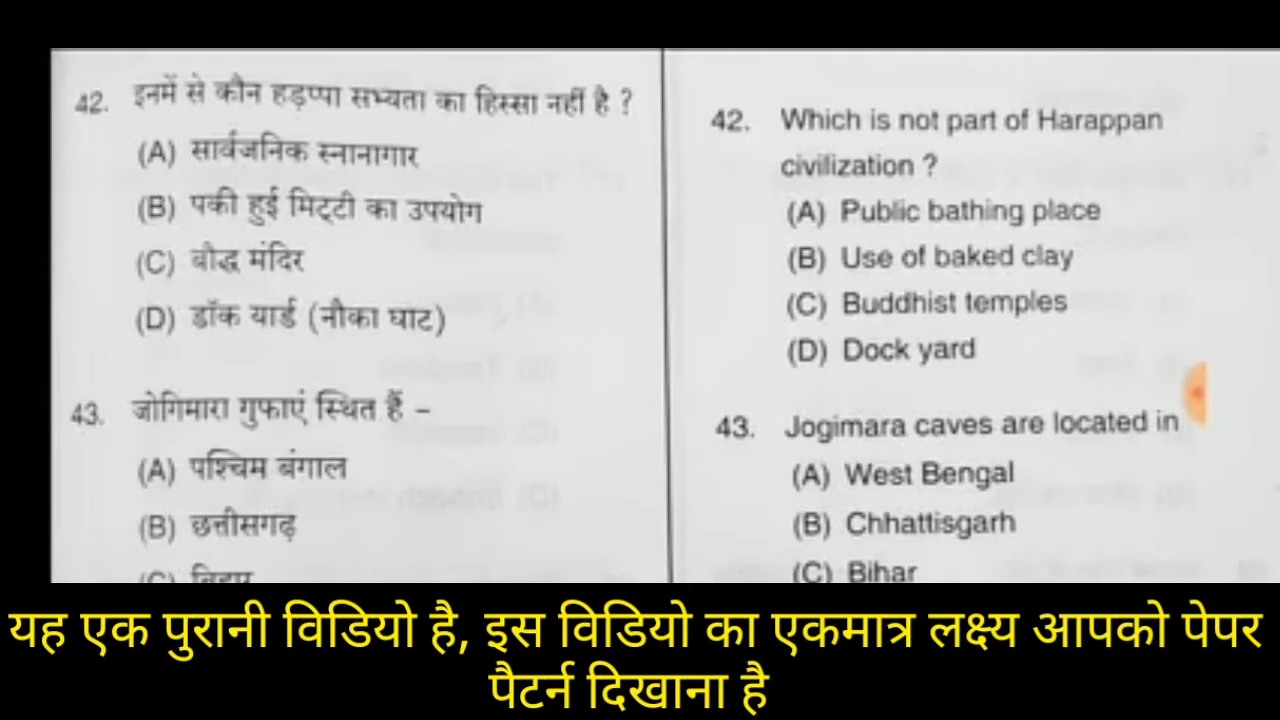 42. इनमें से कौन हड़प्पा सभ्यता का हिस्सा नहीं है ?
(A) सार्वजनिक स्नानागार
(B) पकी हुई मिट्टी का उपयोग
(C) बौद्ध मंदिर
(D) डॉक यार्ड (नौका घाट)
43. जोगिमारा गुफाएं स्थित हैं –
(A) पश्चिम बंगाल
(B) छत्तीसगढ़
(C) बिहार
42. Which is not part of Harappan
civilization ?
(A) Public bathing place
(B) Use of baked clay
(C) Buddhist temples
(D) Dock yard
43. Jogimara caves are located in
(A) West Bengal
(B) Chhattisgarh
(C) Bihar
यह एक पुरानी विडियो है, इस विडियो का एकमात्र लक्ष्य आपको पेपर
पैटर्न दिखाना है